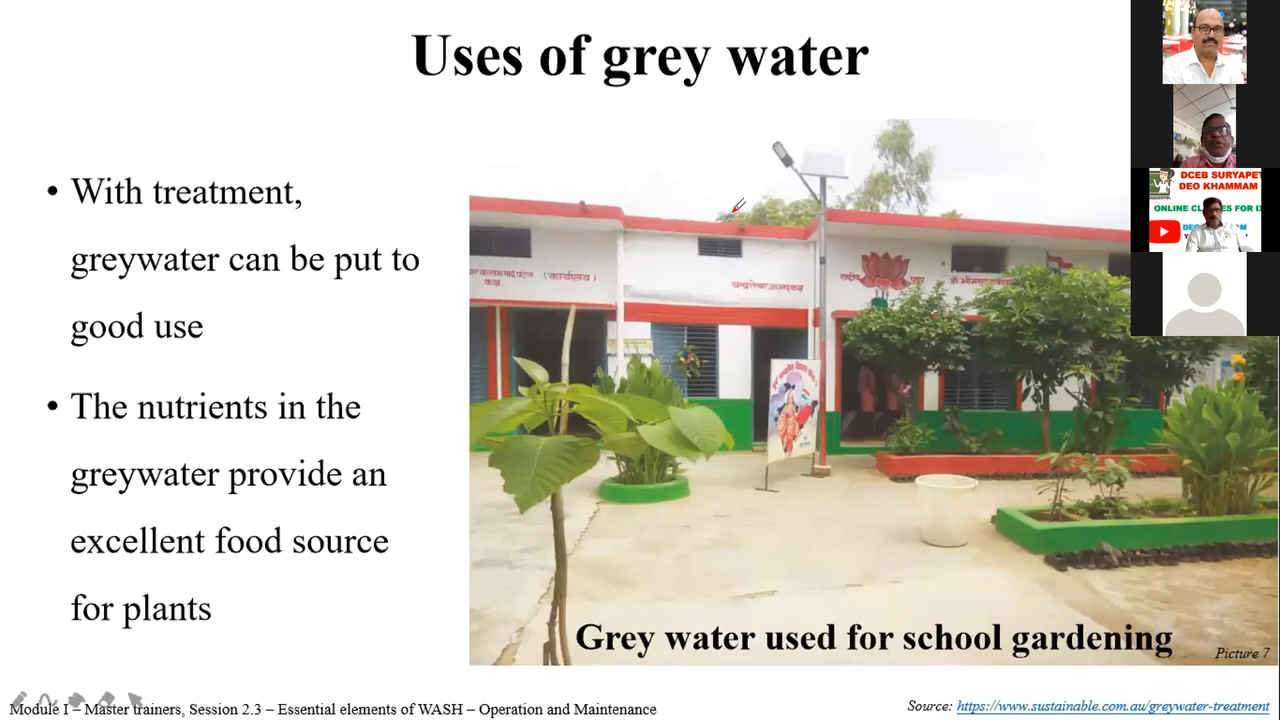 Uses of grey water
• With treatment,
greywater can be put to
good use
• The nutrients in the
greywater provide an
excellent food source
for plants
(कार्यालय)
कक्ष
राष्ट्रीय
Grey water used for school gardening
Picture 7
Module I – Master trainers, Session 2.3 – Essential elements of WASH – Operation and Maintenance
Source: https://www.sustainable.com.au/greywater-treatment
DCEB SURYAPET
DEO KHAMMAM
ONLINE CL
FOR IX